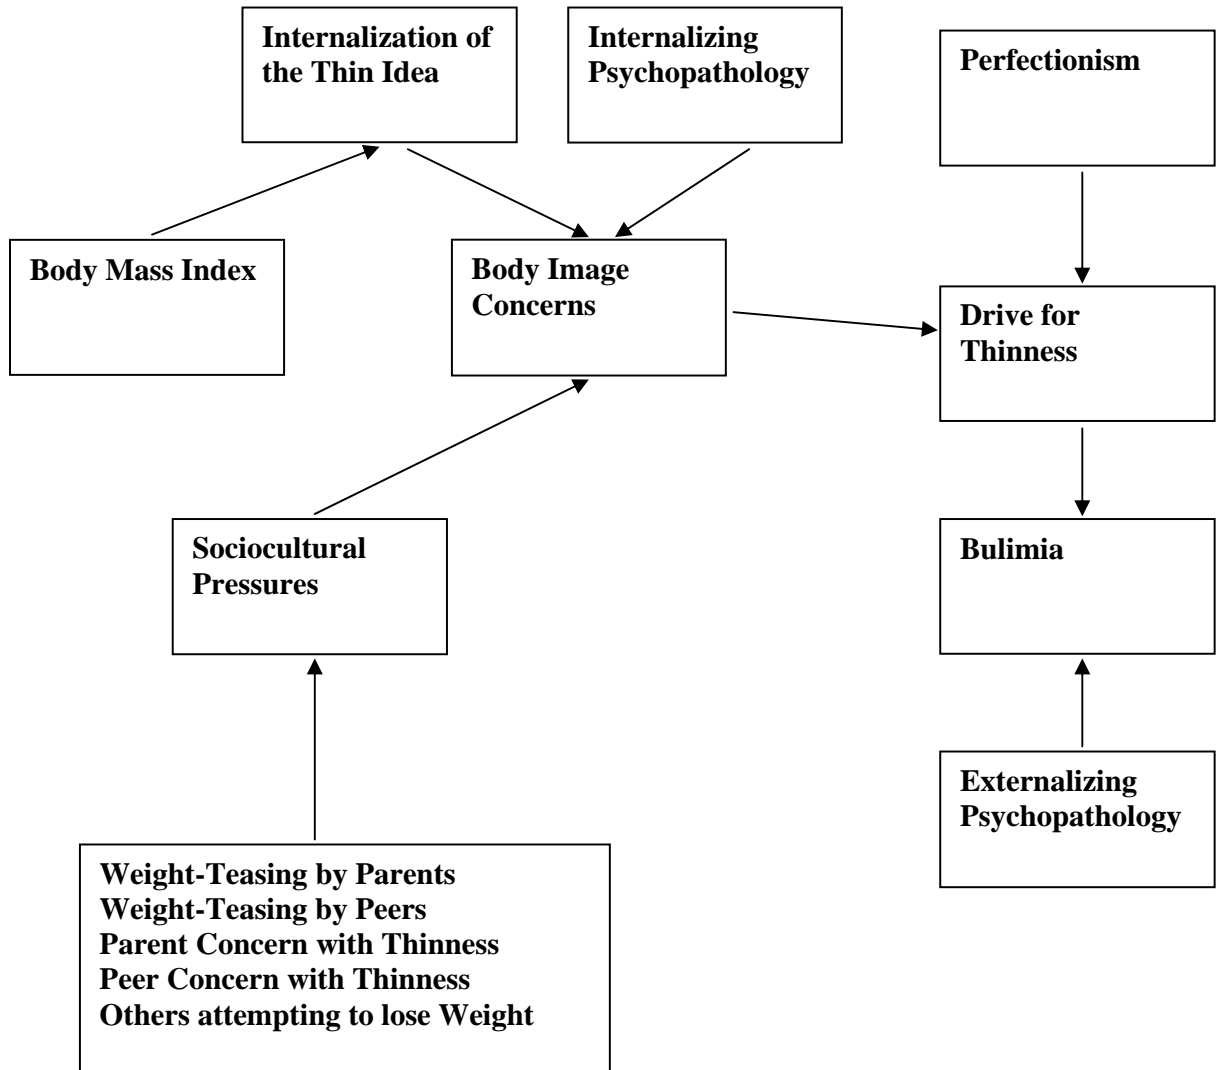 Internalization of
the Thin Idea
Internalizing
Psychopathology
Perfectionism
Body Mass Index
Body Image
Concerns
Drive for
Thinness
Sociocultural
Pressures
Bulimia
Externalizing
Psychopathology
Weight-Teasing by Parents
Weight-Teasing by Peers
Parent Concern with Thinness
Peer Concern with Thinness
Others attempting to lose Weight